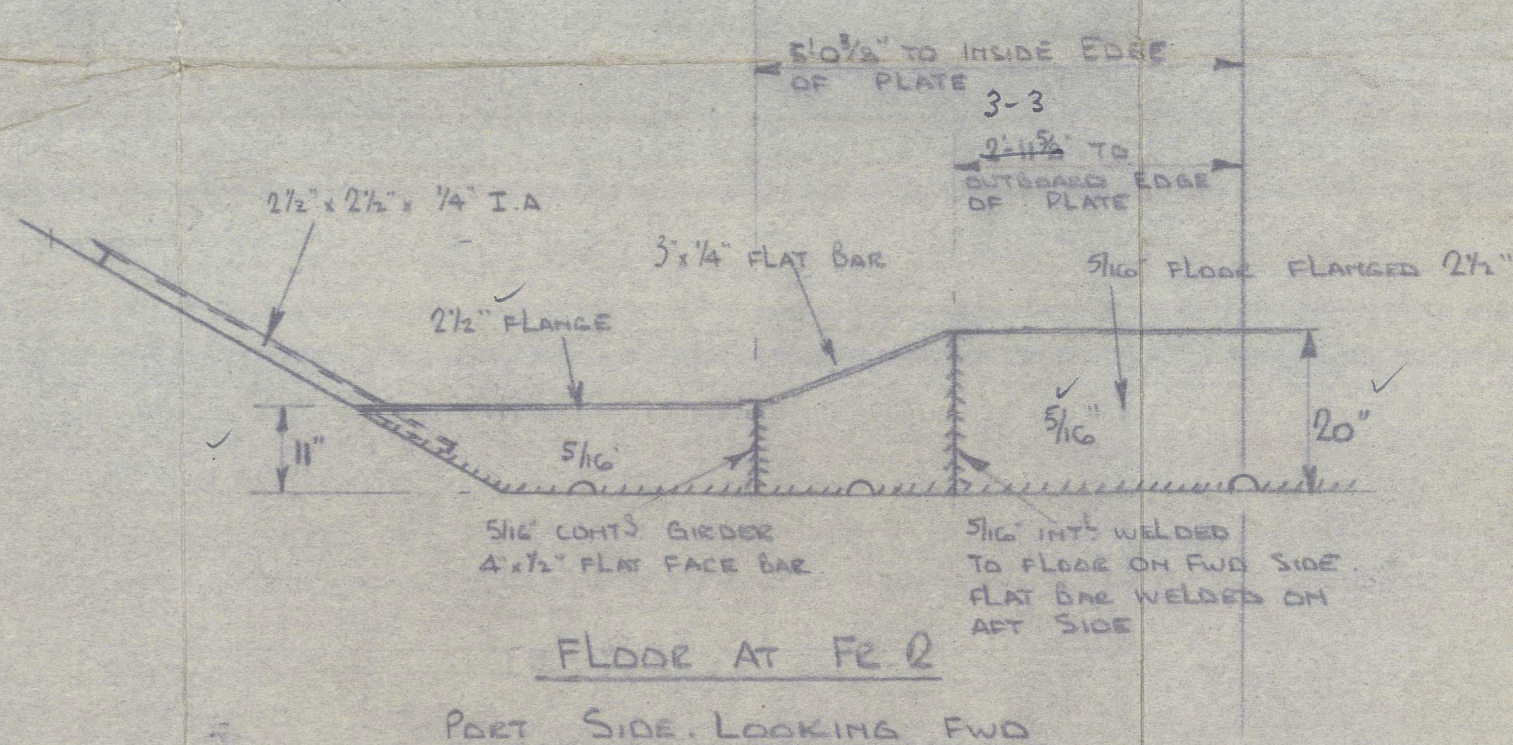 5'0⅜" TO INSIDE EDGE
OF PLATE
3-3
2'-11⅝" TO
OUTBOARD EDGE
OF PLATE
2½" x 2½" x ¼" I.A
3" x ¼" FLAT BAR
5/16" FLOOR FLANGED 2½"
2½" FLANGE
11"
5/16"
5/16"
20"
5/16" CONT^S GIRDER
4" x ½" FLAT FACE BAR
5/16" INT^L WELDED
TO FLOOR ON FWD SIDE.
FLAT BAR WELDED ON
AFT SIDE
FLOOR AT FR 2
PORT SIDE. LOOKING FWD